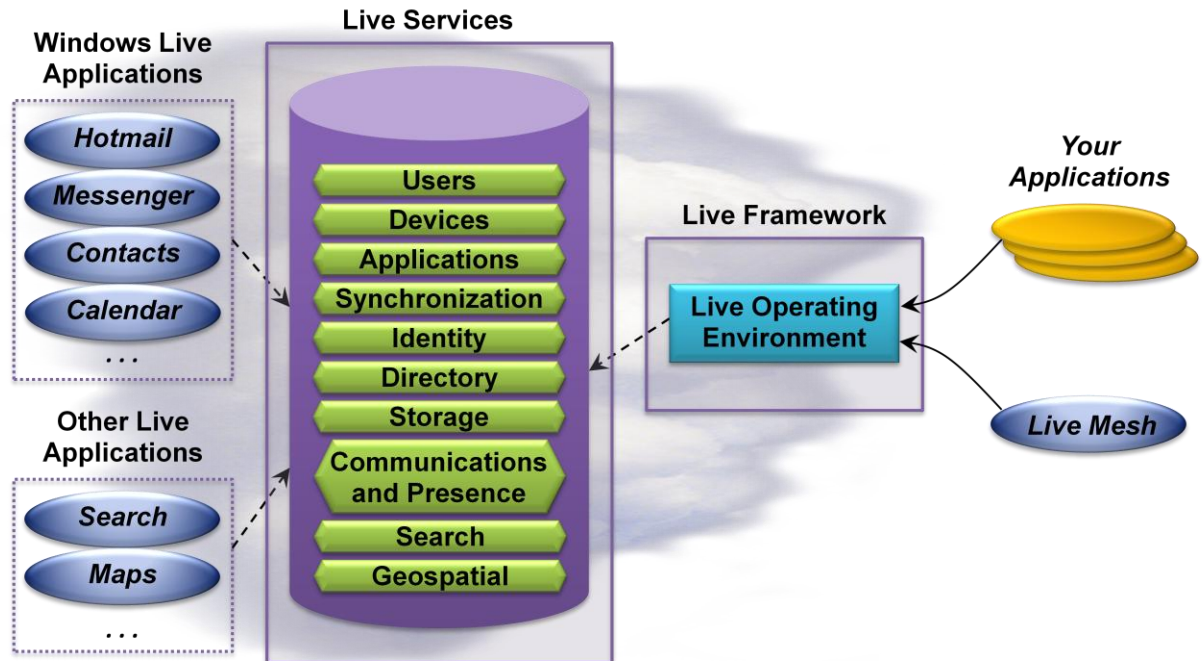 Live Services
Windows Live
Applications
Hotmail
Messenger
Contacts
Calendar
...
Other Live
Applications
Search
Maps
...
Users
Devices
Applications
Synchronization
Identity
Directory
Storage
Communications
and Presence
Search
Geospatial
Live Framework
Live Operating
Environment
Your
Applications
Live Mesh